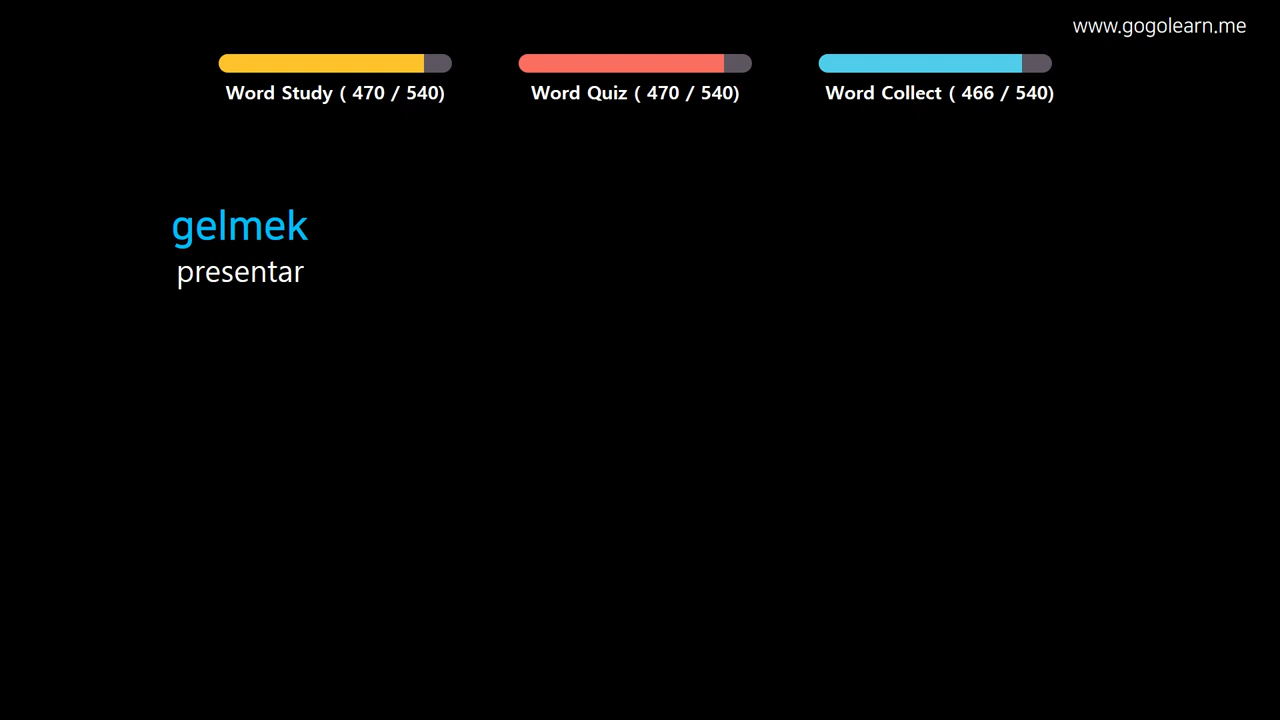 www.gogolearn.me
Word Study ( 470 / 540)
Word Quiz ( 470 / 540)
Word Collect ( 466 / 540)
gelmek
presentar